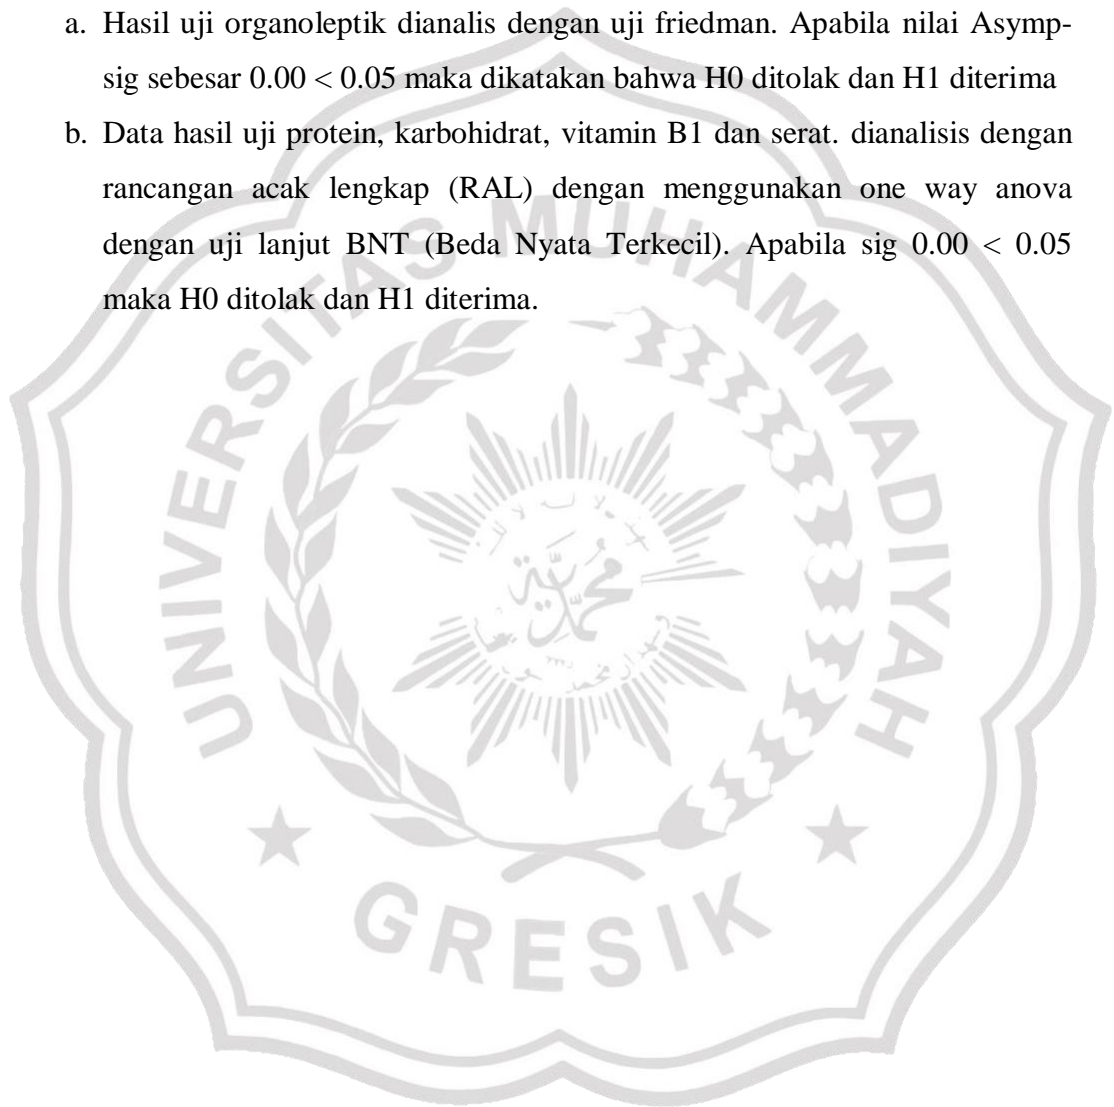 a. Hasil uji organoleptik dianalis dengan uji friedman. Apabila nilai Asymp-
sig sebesar 0.00 < 0.05 maka dikatakan bahwa H0 ditolak dan H1 diterima
b. Data hasil uji protein, karbohidrat, vitamin B1 dan serat. dianalisis dengan
rancangan acak lengkap (RAL) dengan menggunakan one way anova
dengan uji lanjut BNT (Beda Nyata Terkecil). Apabila sig 0.00 < 0.05
maka H0 ditolak dan H1 diterima.
UNIVERSITAS MUHAMMADIYAH
GRESIK